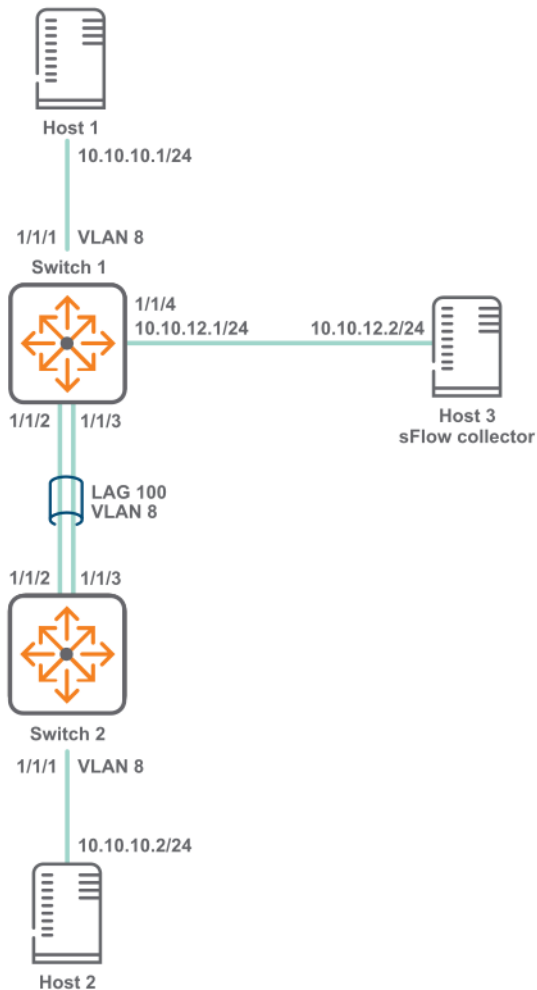 Host 1
10.10.10.1/24
1/1/1 VLAN 8
Switch 1
1/1/4
10.10.12.1/24 10.10.12.2/24
Host 3
sFlow collector
1/1/2 1/1/3
LAG 100
VLAN 8
1/1/2 1/1/3
Switch 2
1/1/1 VLAN 8
10.10.10.2/24
Host 2